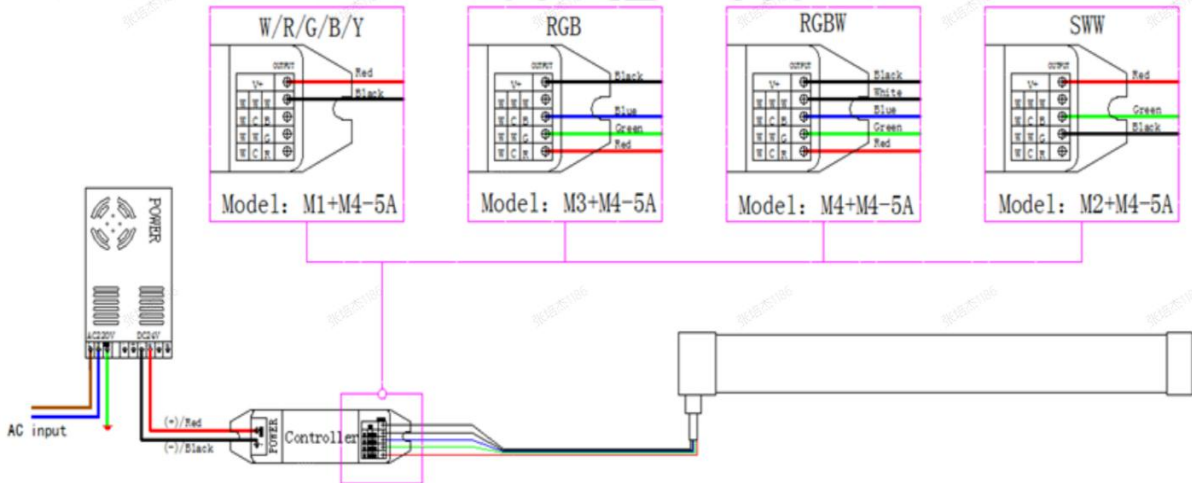 W/R/G/B/Y
RGB
RGBW
SWW
OUTPUT
V+
Red
Black
OUTPUT
V+
Black
Blue
Green
Red
OUTPUT
V+
Black
White
Blue
Green
Red
OUTPUT
V+
Red
Green
Black
Model: M1+M4-5A
Model: M3+M4-5A
Model: M4+M4-5A
Model: M2+M4-5A
POWER
AC220V
DC24V
AC input
(-)/Red
(-)/Black
POWER
Controller